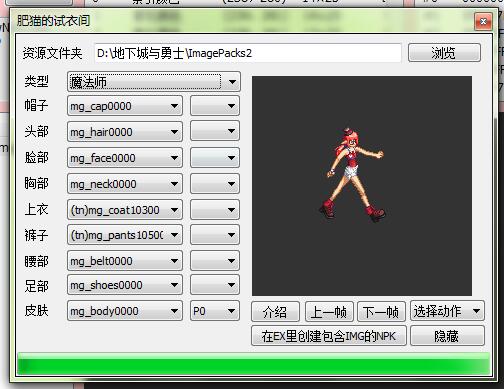 肥猫的试衣间
资源文件夹 D:\地下城与勇士\ImagePacks2 浏览
类型 魔法师
帽子 mg_cap0000
头部 mg_hair0000
脸部 mg_face0000
胸部 mg_neck0000
上衣 (tn)mg_coat10300
裤子 (tn)mg_pants10500
腰部 mg_belt0000
足部 mg_shoes0000
皮肤 mg_body0000 P0
介绍 上一帧 下一帧 选择动作
在EX里创建包含IMG的NPK 隐藏